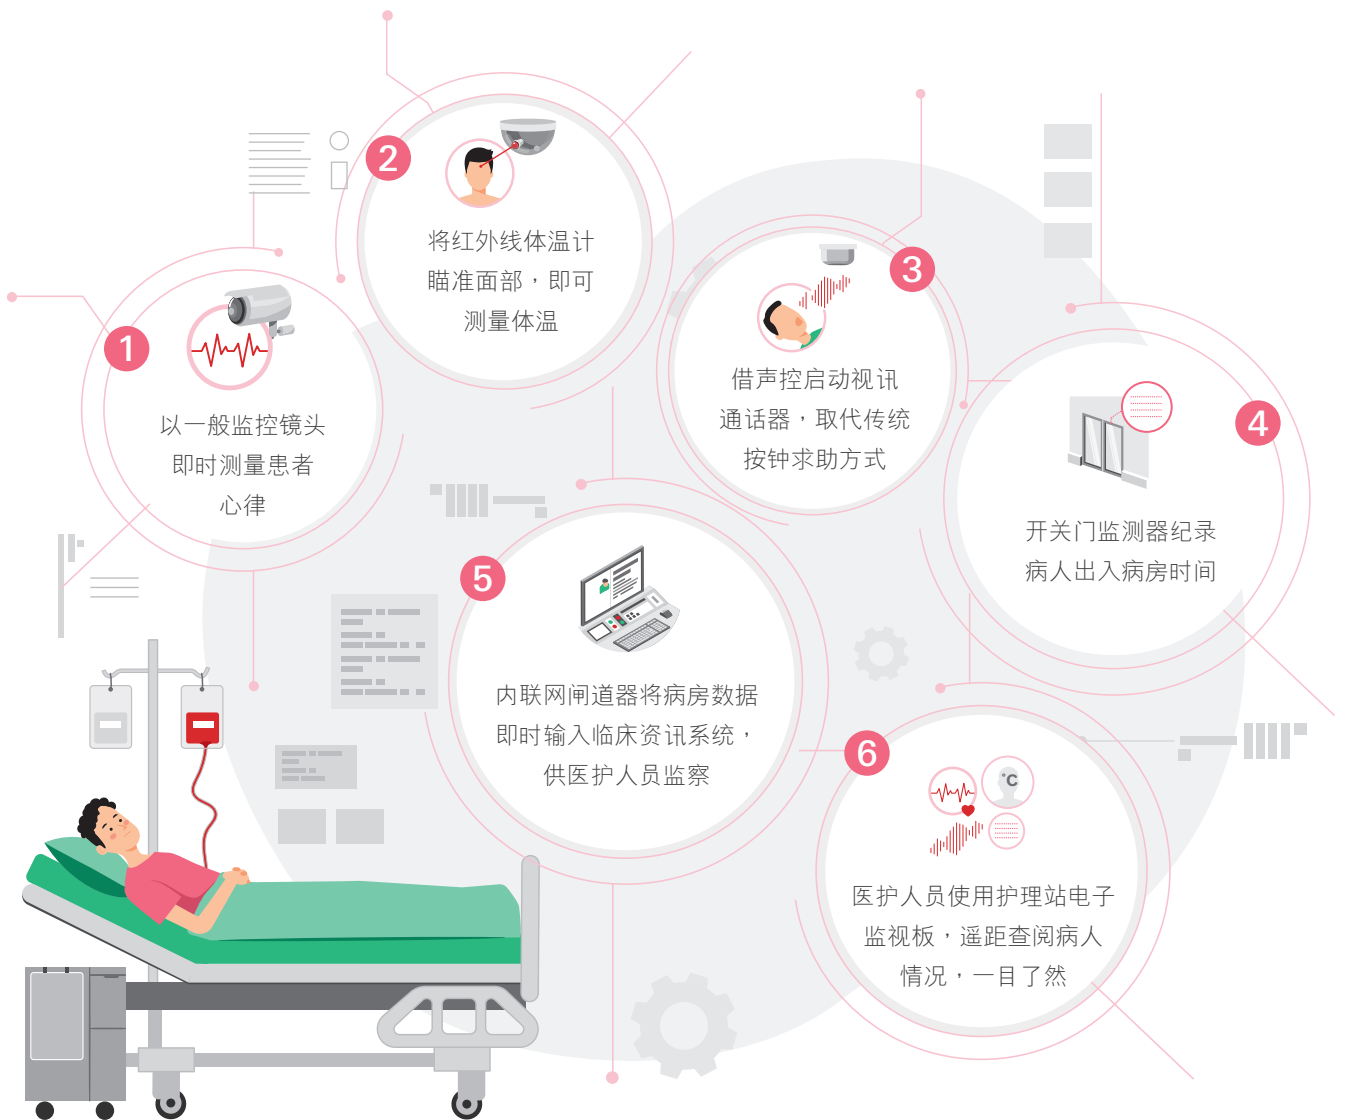 1
以一般监控镜头
即时测量患者
心律
2
将红外线体温计
瞄准面部，即可
测量体温
3
借声控启动视讯
通话器，取代传统
按钟求助方式
4
开关门监测器纪录
病人出入病房时间
5
内联网闸道器将病房数据
即时输入临床资讯系统，
供医护人员监察
6
°C
医护人员使用护理站电子
监视板，遥距查阅病人
情况，一目了然